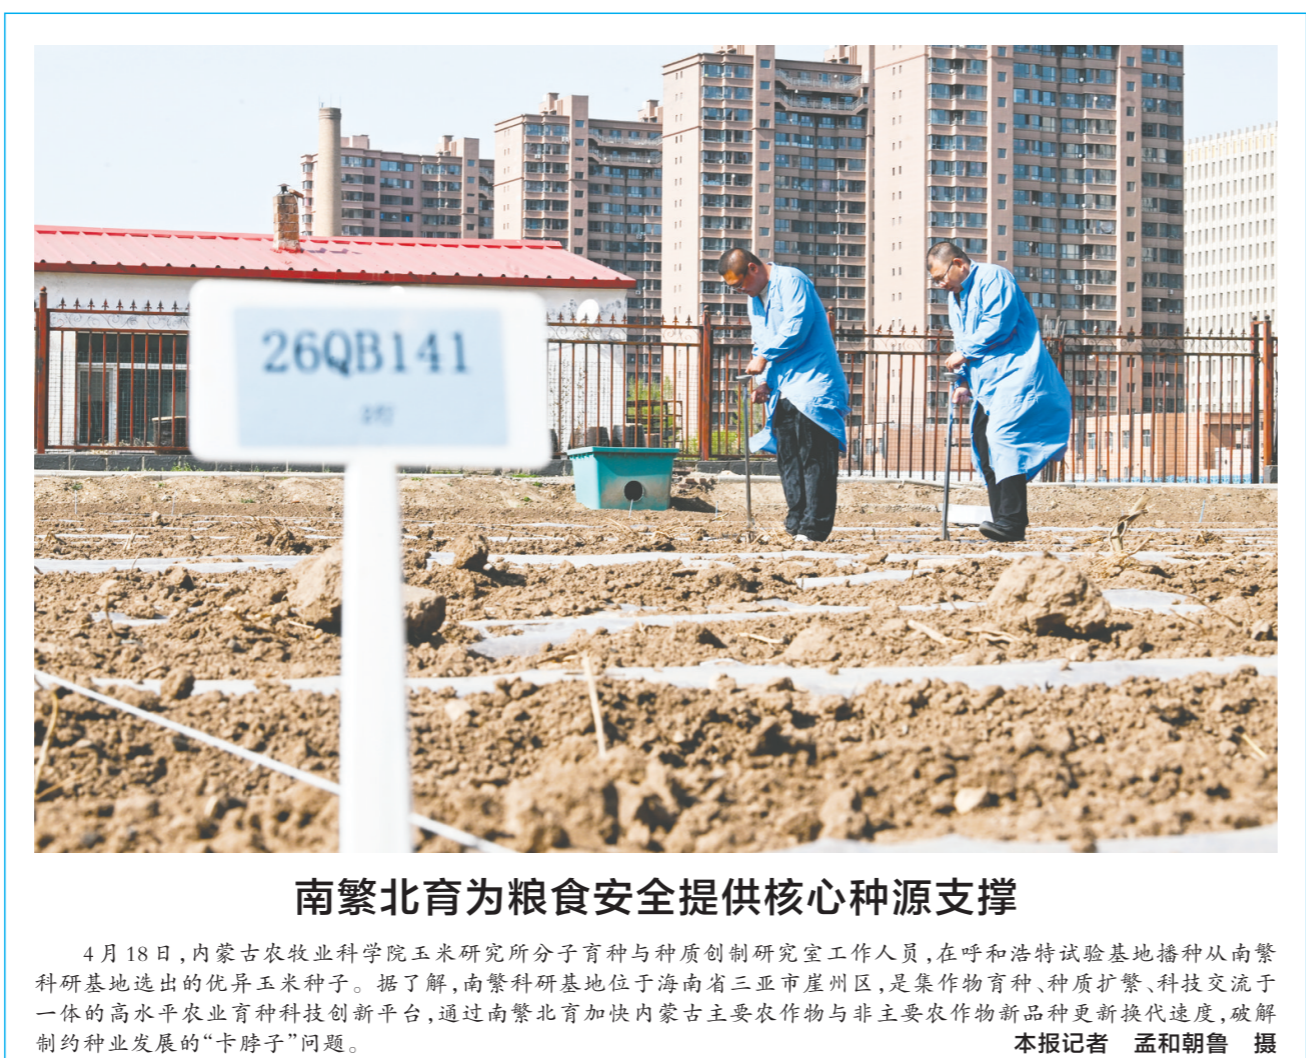 26QB141
南繁北育为粮食安全提供核心种源支撑
4月18日,内蒙古农牧业科学院玉米研究所分子育种与种质创制研究室工作人员,在呼和浩特试验基地播种从南繁
科研基地选出的优异玉米种子。据了解,南繁科研基地位于海南省三亚市崖州区,是集作物育种、种质扩繁、科技交流于
一体的高水平农业育种科技创新平台,通过南繁北育加快内蒙古主要农作物与非主要农作物新品种更新换代速度,破解
制约种业发展的“卡脖子”问题。 本报记者 孟和朝鲁 摄